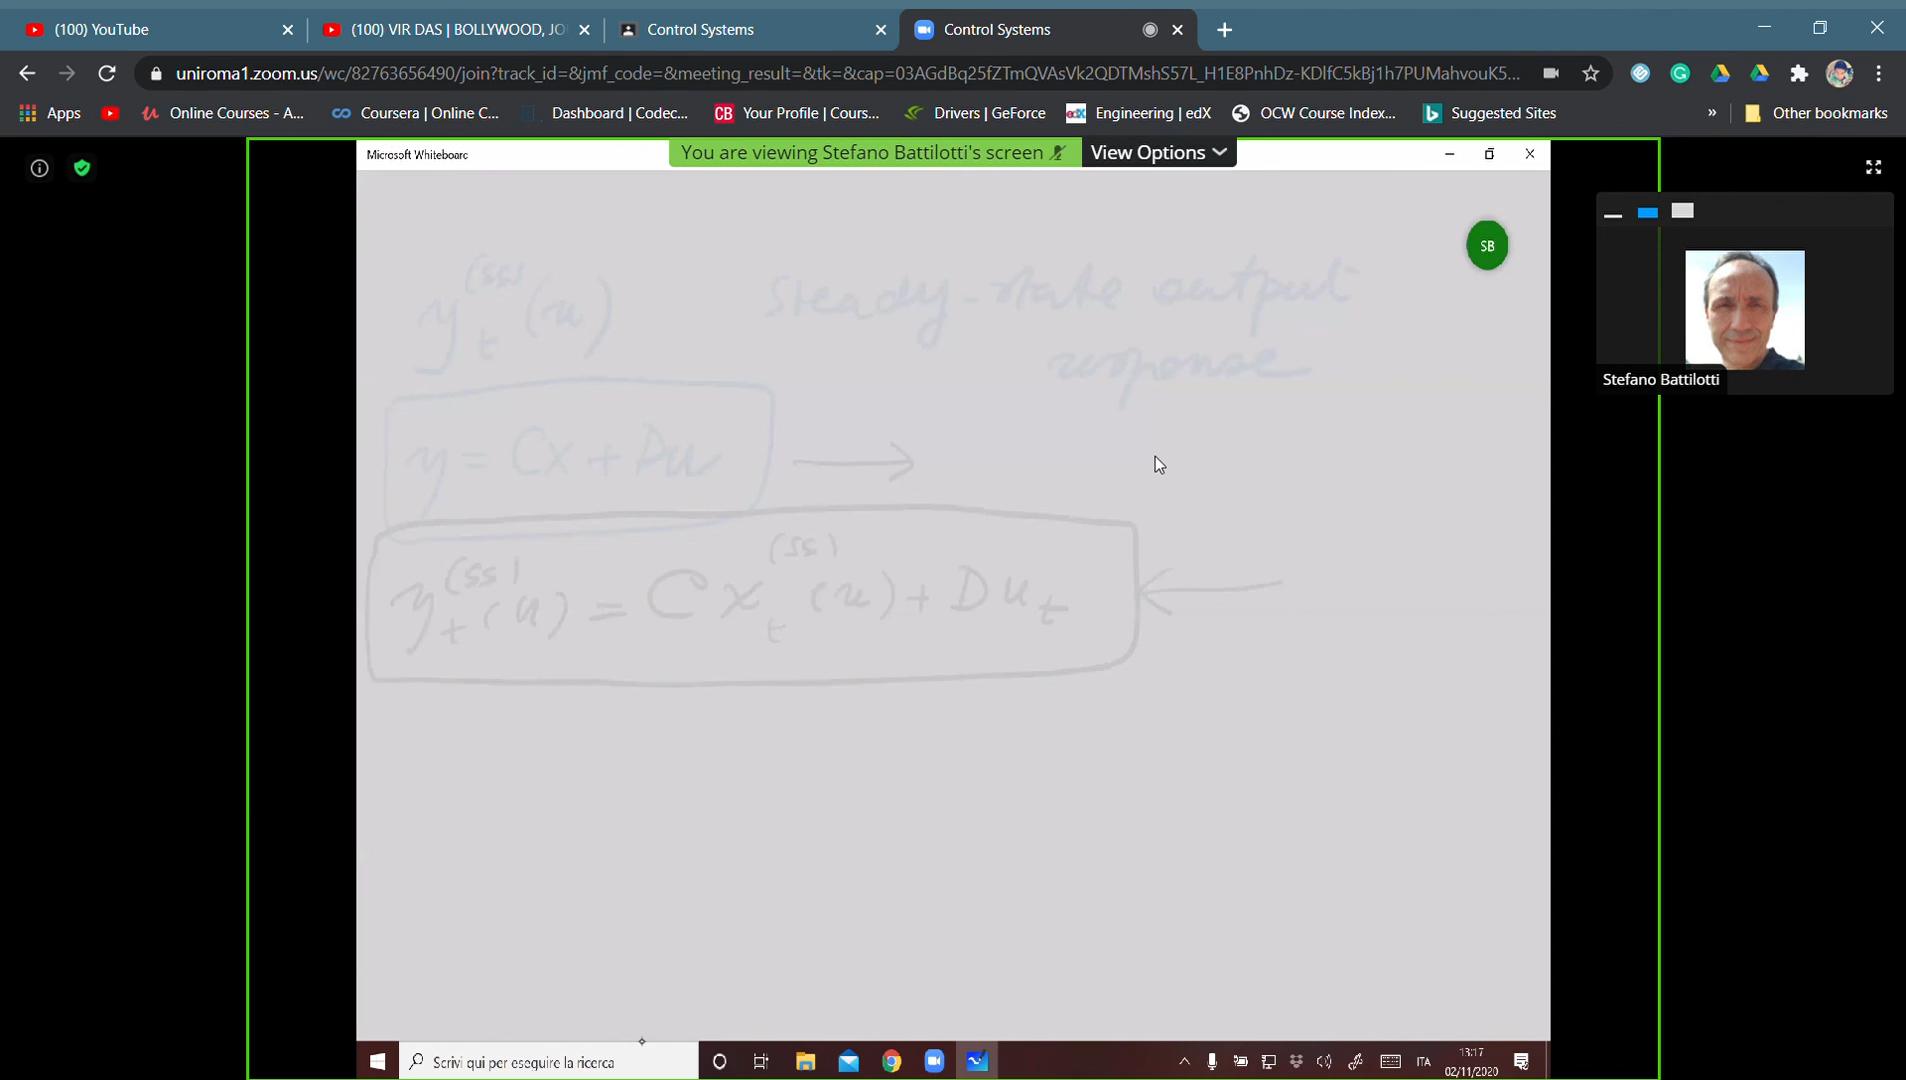 (100) YouTube
(100) VIR DAS | BOLLYWOOD, JO
Control Systems
Control Systems
uniroma1.zoom.us/wc/82763656490/join?track_id=&jmf_code=&meeting_result=&tk=&cap=03AGdBq25fZTmQVAsVk2QDTMshS57L_H1E8PnhDz-KDlfC5kBj1h7PUMahvouK5...
Apps
Online Courses - A...
Coursera | Online C...
Dashboard | Codec...
CB
Your Profile | Cours...
Drivers | GeForce
edX
Engineering | edX
OCW Course Index...
Suggested Sites
»
Other bookmarks
Microsoft Whiteboard
You are viewing Stefano Battilotti's screen
View Options
SB
Stefano Battilotti
y_t^(ss)(u) Steady-state output
response
y = Cx + Du →
y_t^(ss)(u) = C x_t^(ss)(u) + D u_t ←
Scrivi qui per eseguire la ricerca
ITA
13:17
02/11/2020